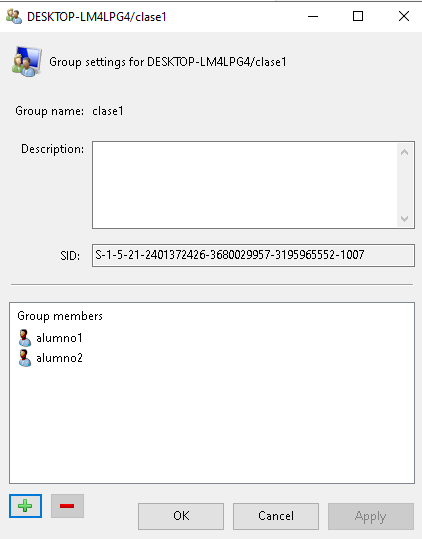 DESKTOP-LM4LPG4/clase1
Group settings for DESKTOP-LM4LPG4/clase1
Group name: clase1
Description:
SID: S-1-5-21-2401372426-3680029957-3195965552-1007
Group members
alumno1
alumno2
OK Cancel Apply